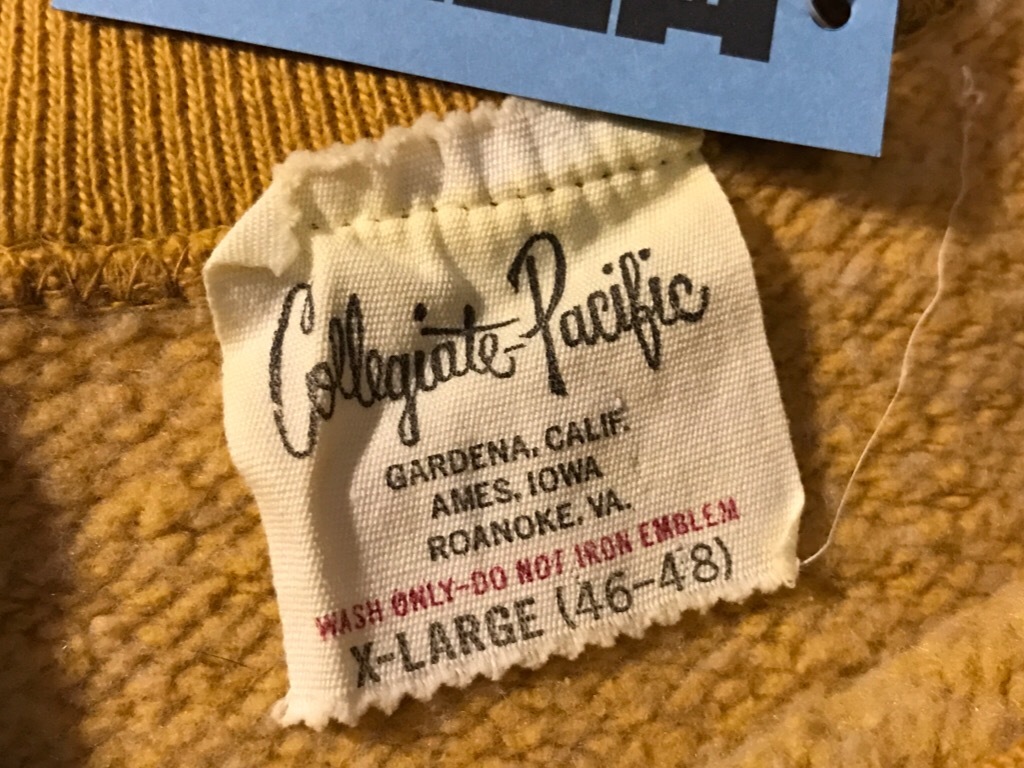 Collegiate-Pacific
GARDENA, CALIF.
AMES, IOWA
ROANOKE, VA.
WASH ONLY-DO NOT IRON EMBLEM
X-LARGE (46-48)